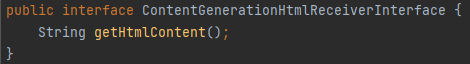 public interface ContentGenerationHtmlReceiverInterface {
    String getHtmlContent();
}